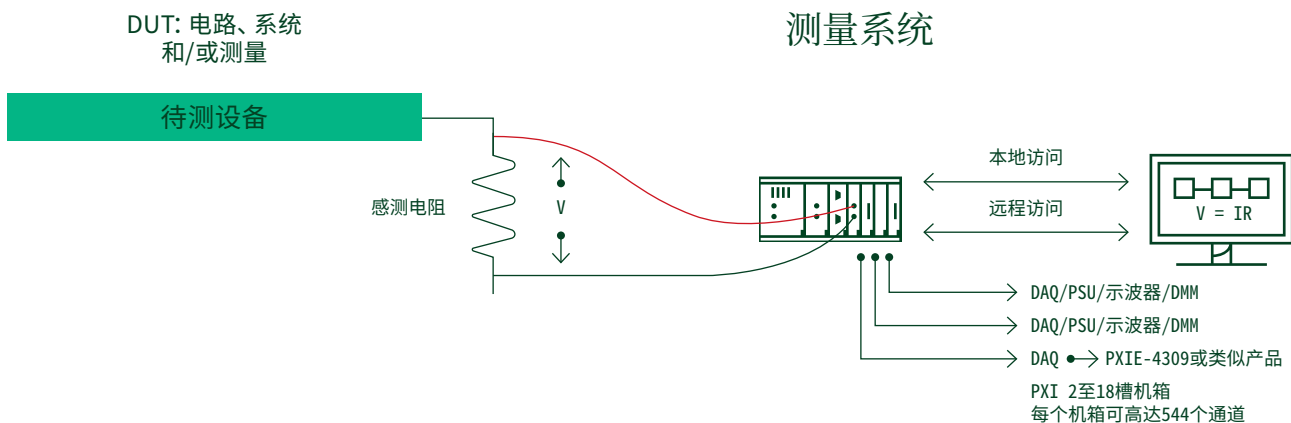 DUT: 电路、系统
和/或测量
测量系统
待测设备
感测电阻
V
本地访问
远程访问
V = IR
DAQ/PSU/示波器/DMM
DAQ/PSU/示波器/DMM
DAQ PXIE-4309或类似产品
PXI 2至18槽机箱
每个机箱可高达544个通道